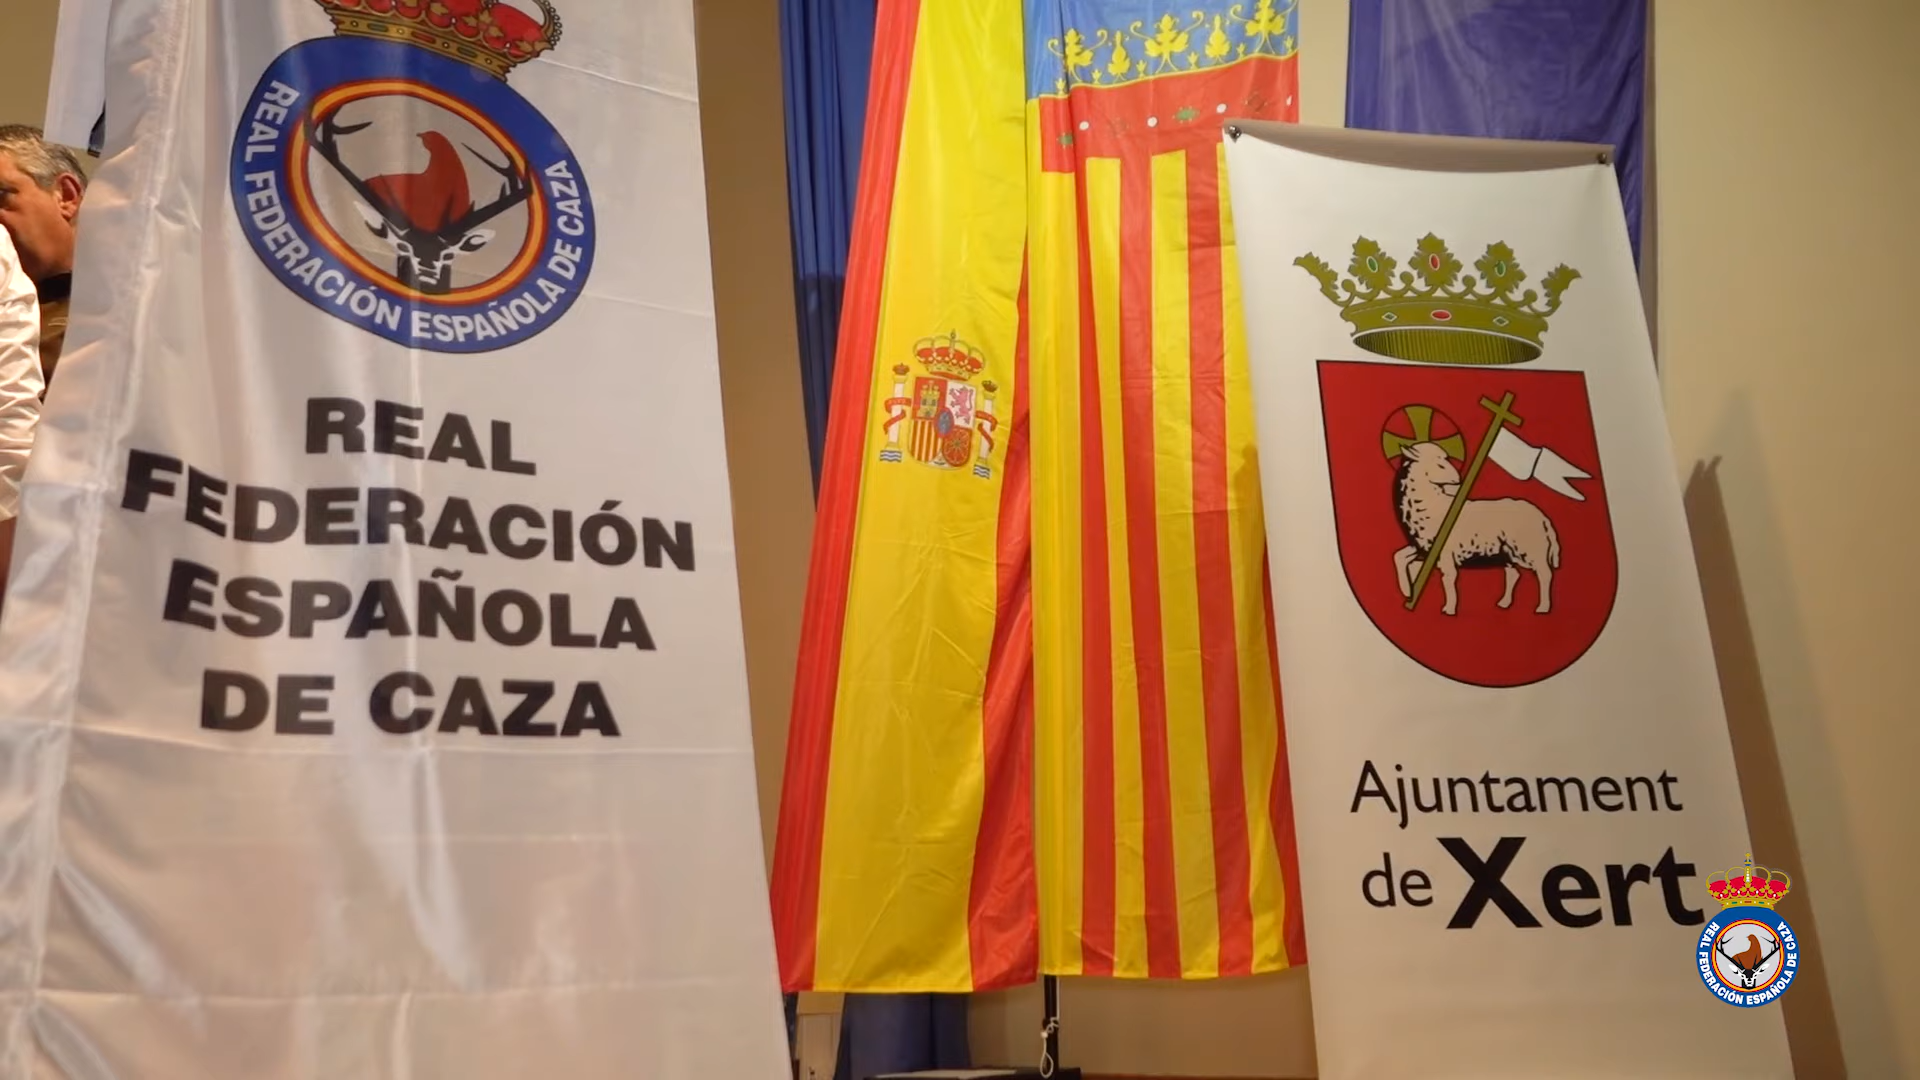 REAL FEDERACIÓN ESPAÑOLA DE CAZA
REAL
FEDERACIÓN
ESPAÑOLA
DE CAZA
Ajuntament
de Xert
REAL FEDERACIÓN ESPAÑOLA DE CAZA